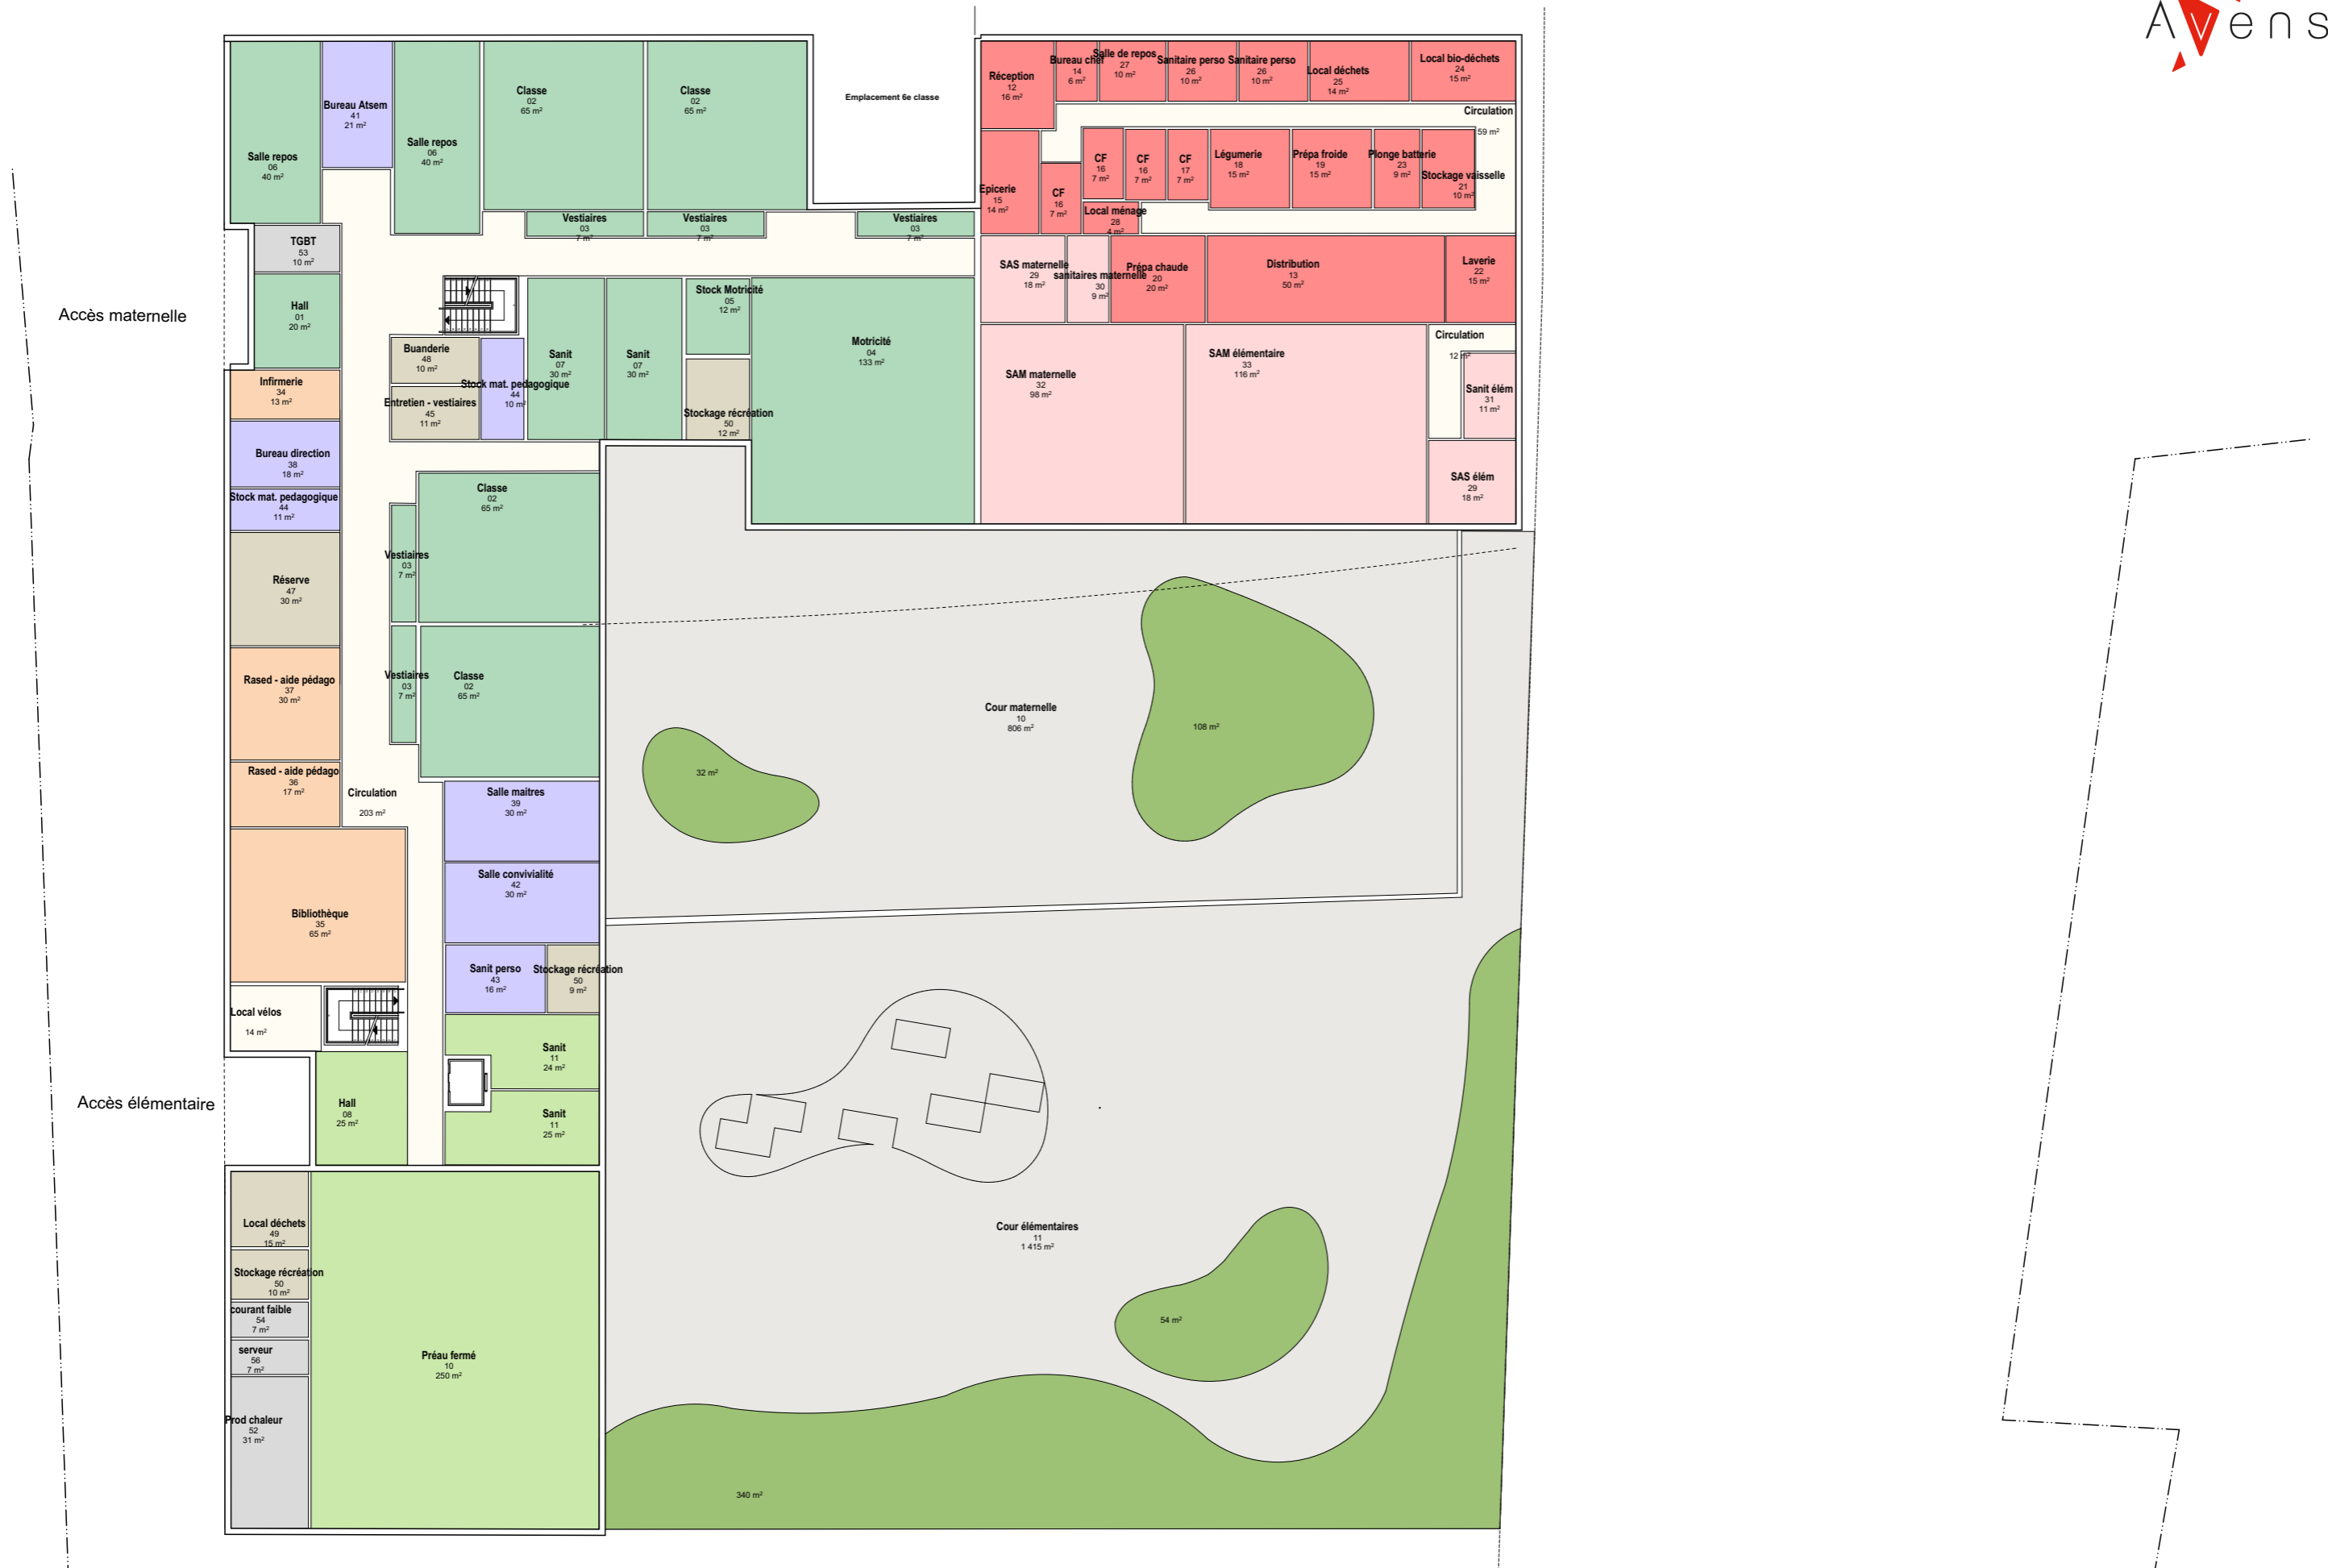 Avens
Salle repos
06
40 m²
Bureau Atsem
41
21 m²
Salle repos
06
40 m²
Classe
02
65 m²
Classe
02
65 m²
Emplacement 6e classe
Réception
12
16 m²
Bureau chef
14
6 m²
Salle de repos
27
10 m²
Sanitaire perso
26
10 m²
Sanitaire perso
26
10 m²
Local déchets
25
14 m²
Local bio-déchets
24
15 m²
Circulation
59 m²
Epicerie
15
14 m²
CF
16
7 m²
CF
16
7 m²
CF
16
7 m²
CF
17
7 m²
Légumerie
18
15 m²
Prépa froide
19
15 m²
Plonge batterie
23
9 m²
Stockage vaisselle
21
10 m²
Local ménage
28
4 m²
Vestiaires
03
7 m²
Vestiaires
03
7 m²
Vestiaires
03
7 m²
TGBT
53
10 m²
Accès maternelle
Hall
01
20 m²
SAS maternelle
29
18 m²
sanitaires maternelle
30
9 m²
Prépa chaude
20
20 m²
Distribution
13
50 m²
Laverie
22
15 m²
Buanderie
48
10 m²
Stock mat. pedagogique
44
10 m²
Entretien - vestiaires
45
11 m²
Sanit
07
30 m²
Sanit
07
30 m²
Stock Motricité
05
12 m²
Stockage récréation
50
12 m²
Motricité
04
133 m²
SAM maternelle
32
98 m²
SAM élémentaire
33
116 m²
Circulation
12 m²
Sanit élém
31
11 m²
SAS élém
29
18 m²
Infirmerie
34
13 m²
Bureau direction
38
18 m²
Stock mat. pedagogique
44
11 m²
Classe
02
65 m²
Vestiaires
03
7 m²
Réserve
47
30 m²
Rased - aide pédago
37
30 m²
Vestiaires
03
7 m²
Classe
02
65 m²
Cour maternelle
10
806 m²
108 m²
32 m²
Rased - aide pédago
36
17 m²
Circulation
203 m²
Salle maitres
39
30 m²
Salle convivialité
42
30 m²
Bibliothèque
35
65 m²
Sanit perso
43
16 m²
Stockage récréation
50
9 m²
Local vélos
14 m²
Sanit
11
24 m²
Accès élémentaire
Hall
08
25 m²
Sanit
11
25 m²
Local déchets
49
15 m²
Stockage récréation
50
10 m²
courant faible
54
7 m²
serveur
56
7 m²
Prod chaleur
52
31 m²
Préau fermé
10
250 m²
Cour élémentaires
11
1 415 m²
54 m²
340 m²